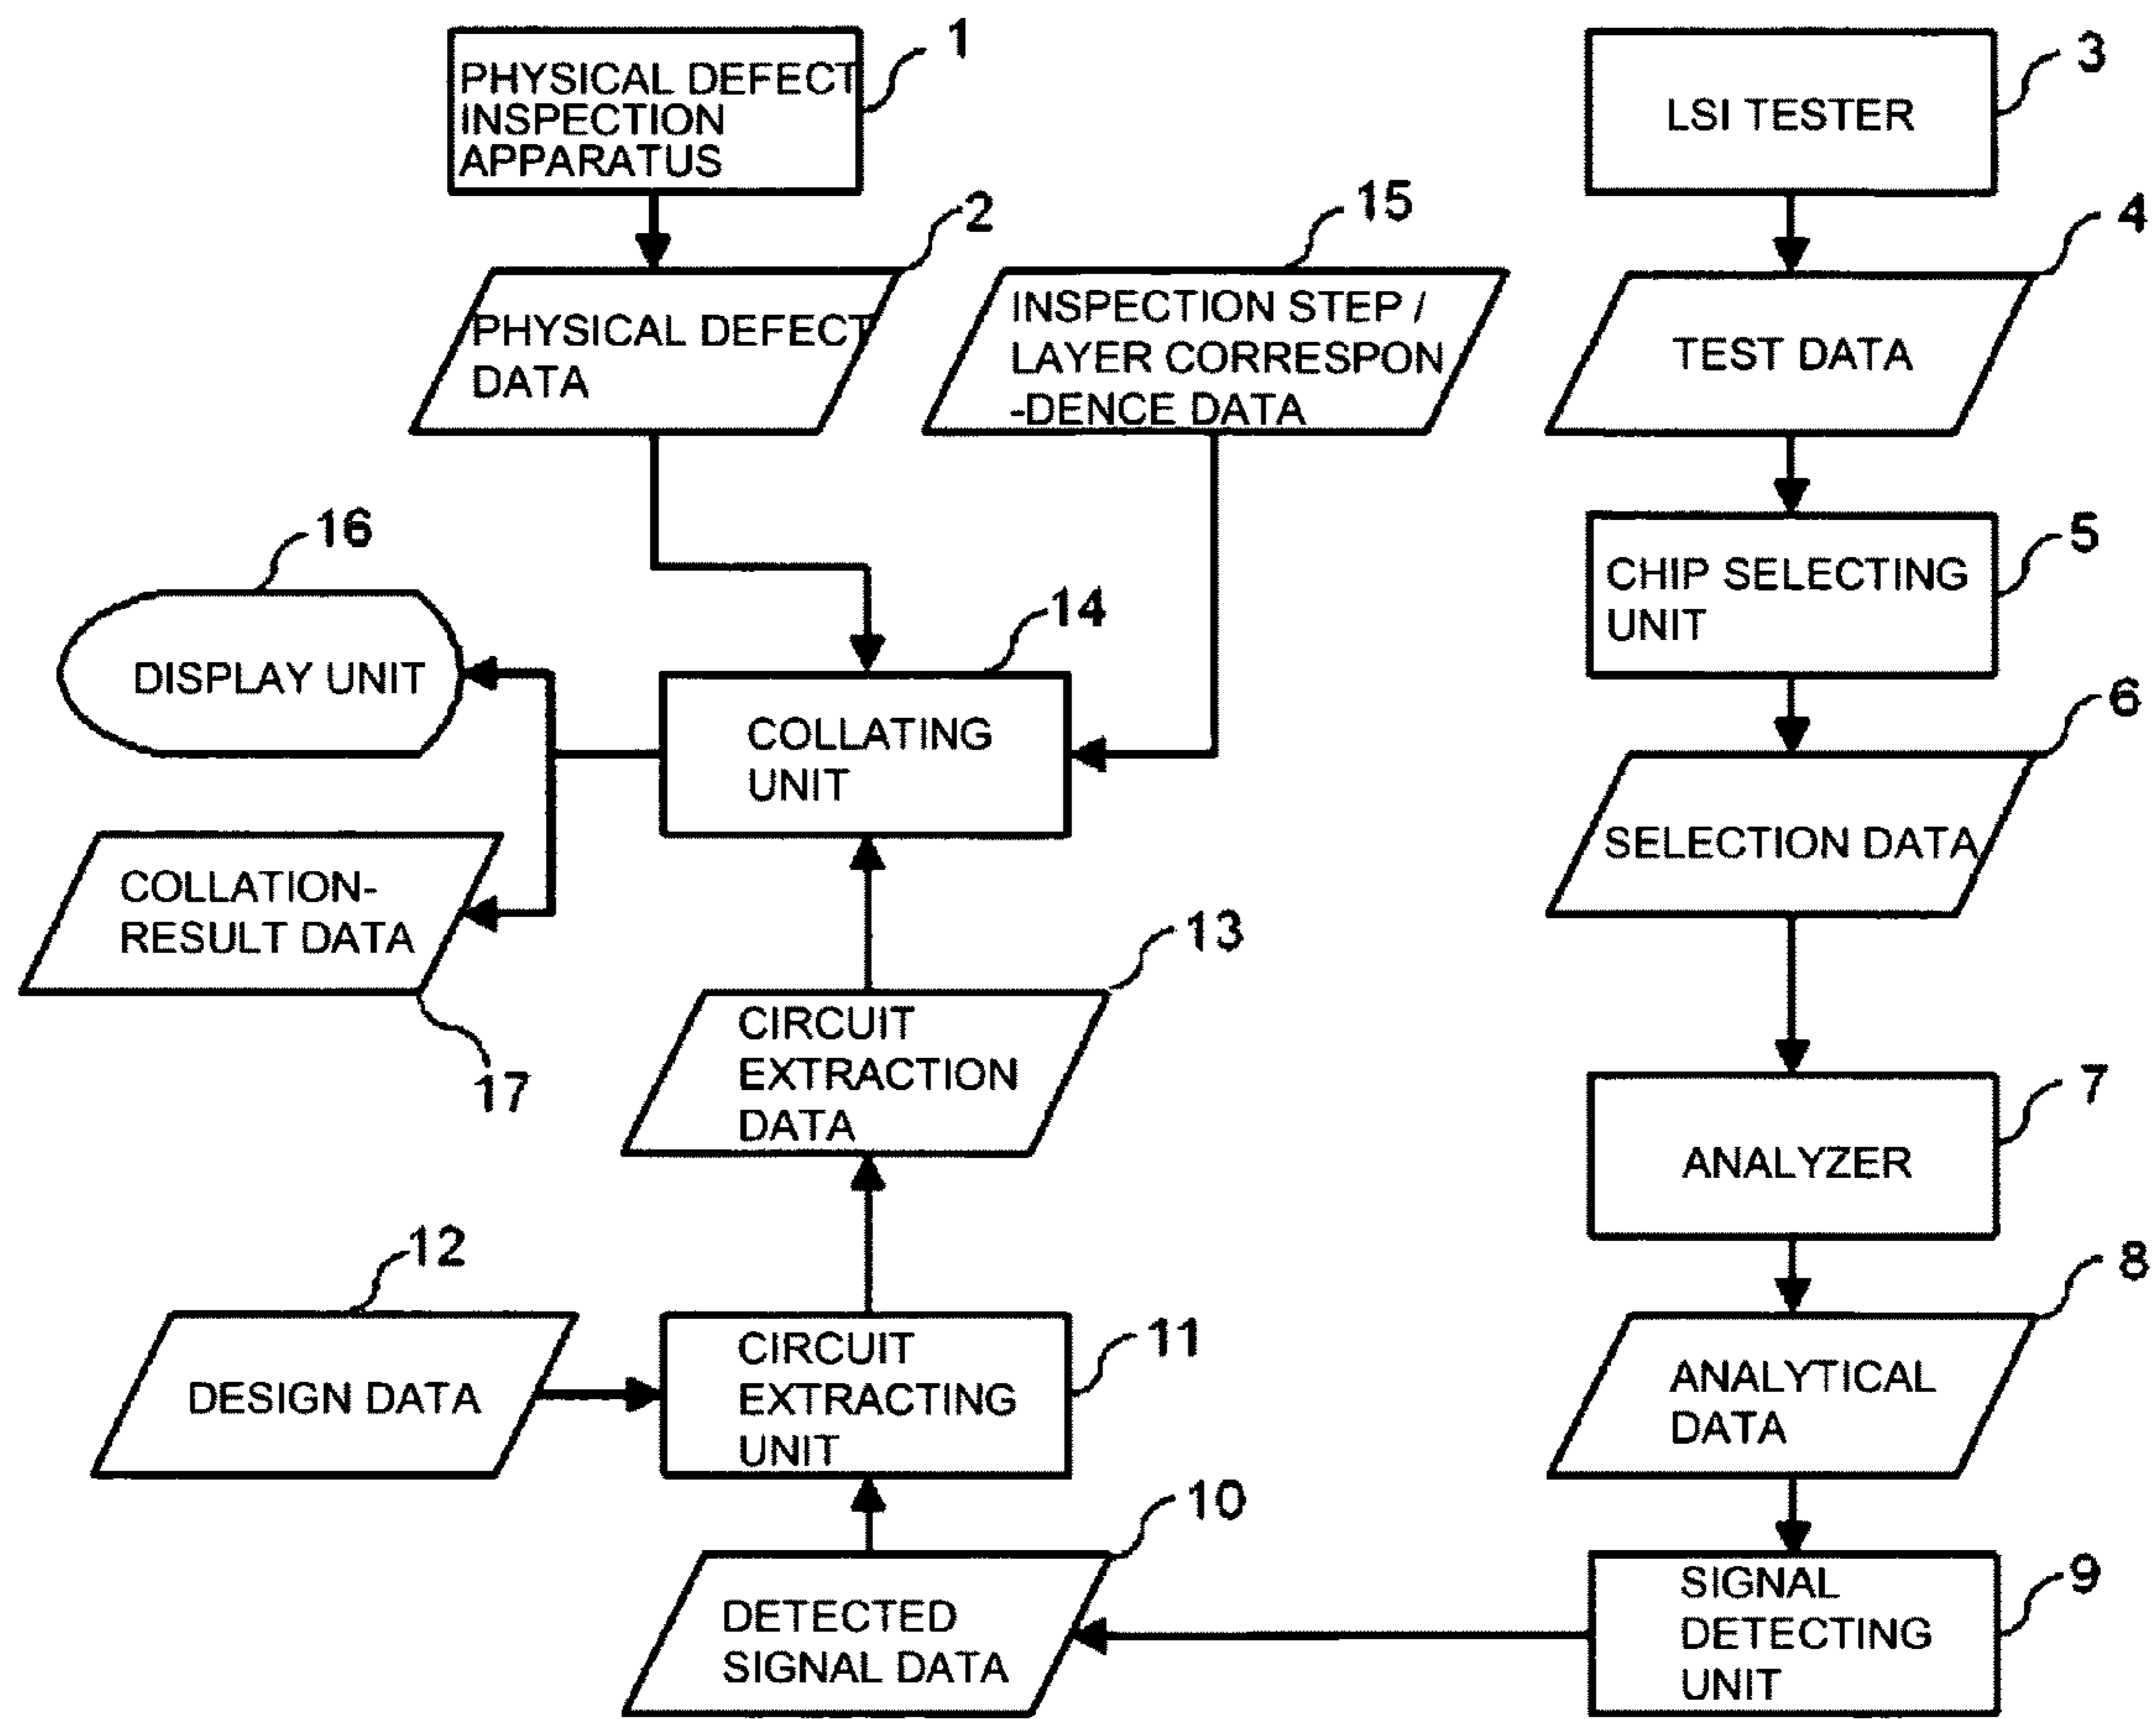 1
PHYSICAL DEFECT
INSPECTION
APPARATUS
3
LSI TESTER
2
PHYSICAL DEFECT
DATA
15
INSPECTION STEP /
LAYER CORRESPON
-DENCE DATA
4
TEST DATA
16
DISPLAY UNIT
14
COLLATING
UNIT
5
CHIP SELECTING
UNIT
6
SELECTION DATA
COLLATION-
RESULT DATA
17
13
CIRCUIT
EXTRACTION
DATA
7
ANALYZER
12
DESIGN DATA
11
CIRCUIT
EXTRACTING
UNIT
8
ANALYTICAL
DATA
10
DETECTED
SIGNAL DATA
9
SIGNAL
DETECTING
UNIT